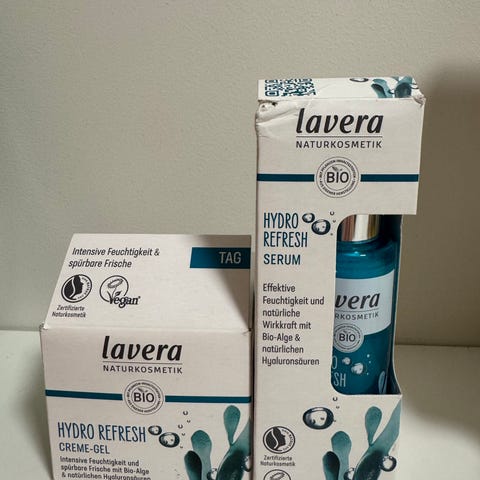 lavera
NATURKOSMETIK
BIO
HYDRO
REFRESH
SERUM
Effektive
Feuchtigkeit und
natürliche
Wirkkraft mit
Bio-Alge &
natürlichen
Hyaluronsäuren
Zertifizierte
Naturkosmetik
lavera
NATURKOSMETIK
BIO
Intensive Feuchtigkeit &
spürbare Frische
TAG
Zertifizierte
Naturkosmetik
Vegan
lavera
NATURKOSMETIK
BIO
HYDRO REFRESH
CREME-GEL
Intensive Feuchtigkeit und
spürbare Frische mit Bio-Alge
& natürlichen Hyaluronsäuren